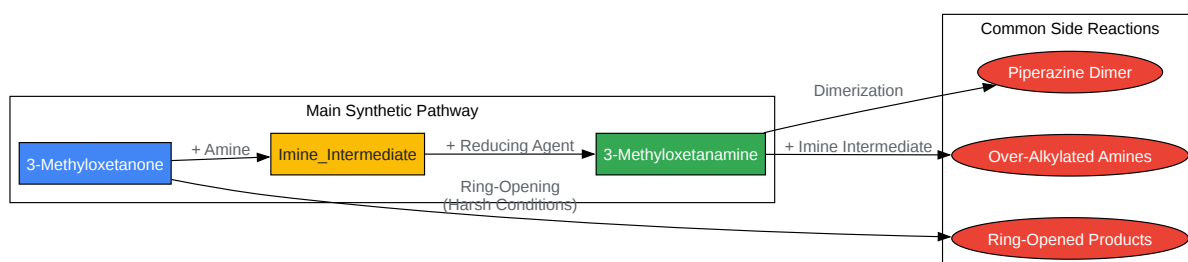 Common Side Reactions
Piperazine Dimer
Dimerization
Main Synthetic Pathway
3-Methyloxetanone
+ Amine
Imine_Intermediate
+ Reducing Agent
3-Methyloxetanamine
+ Imine Intermediate
Over-Alkylated Amines
Ring-Opening
(Harsh Conditions)
Ring-Opened Products